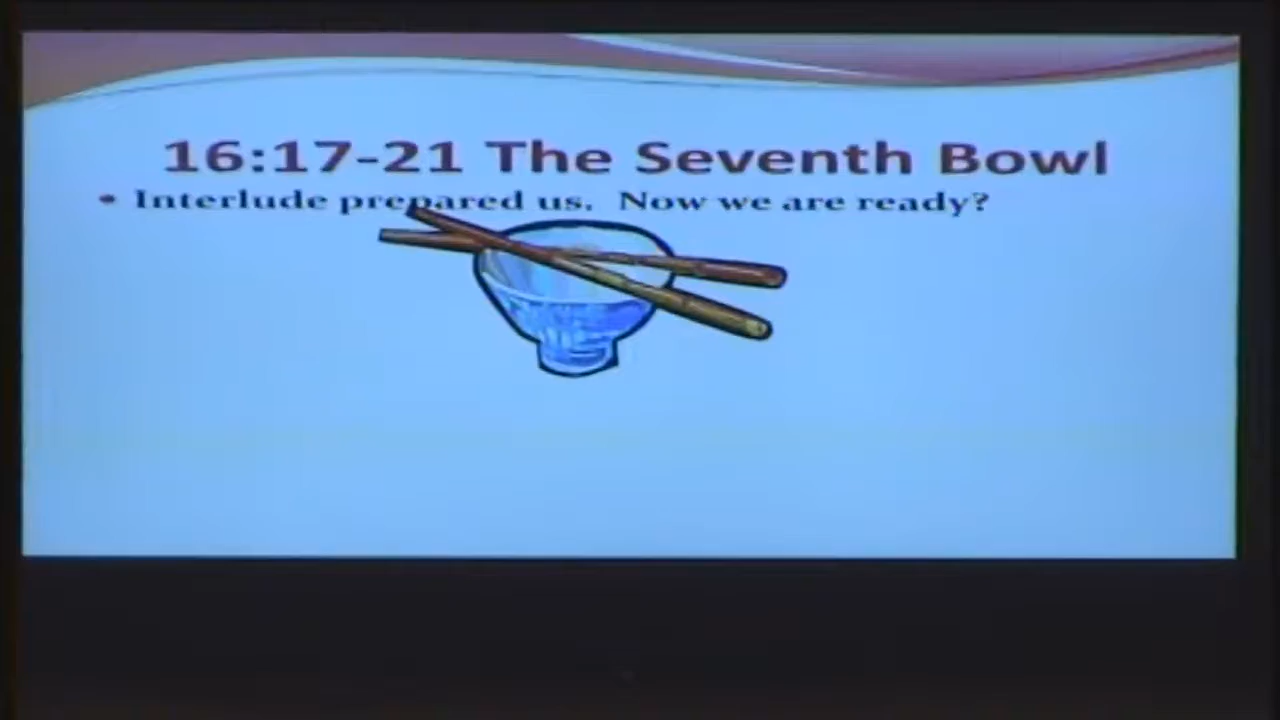 16:17-21 The Seventh Bowl
• Interlude prepared us. Now we are ready?